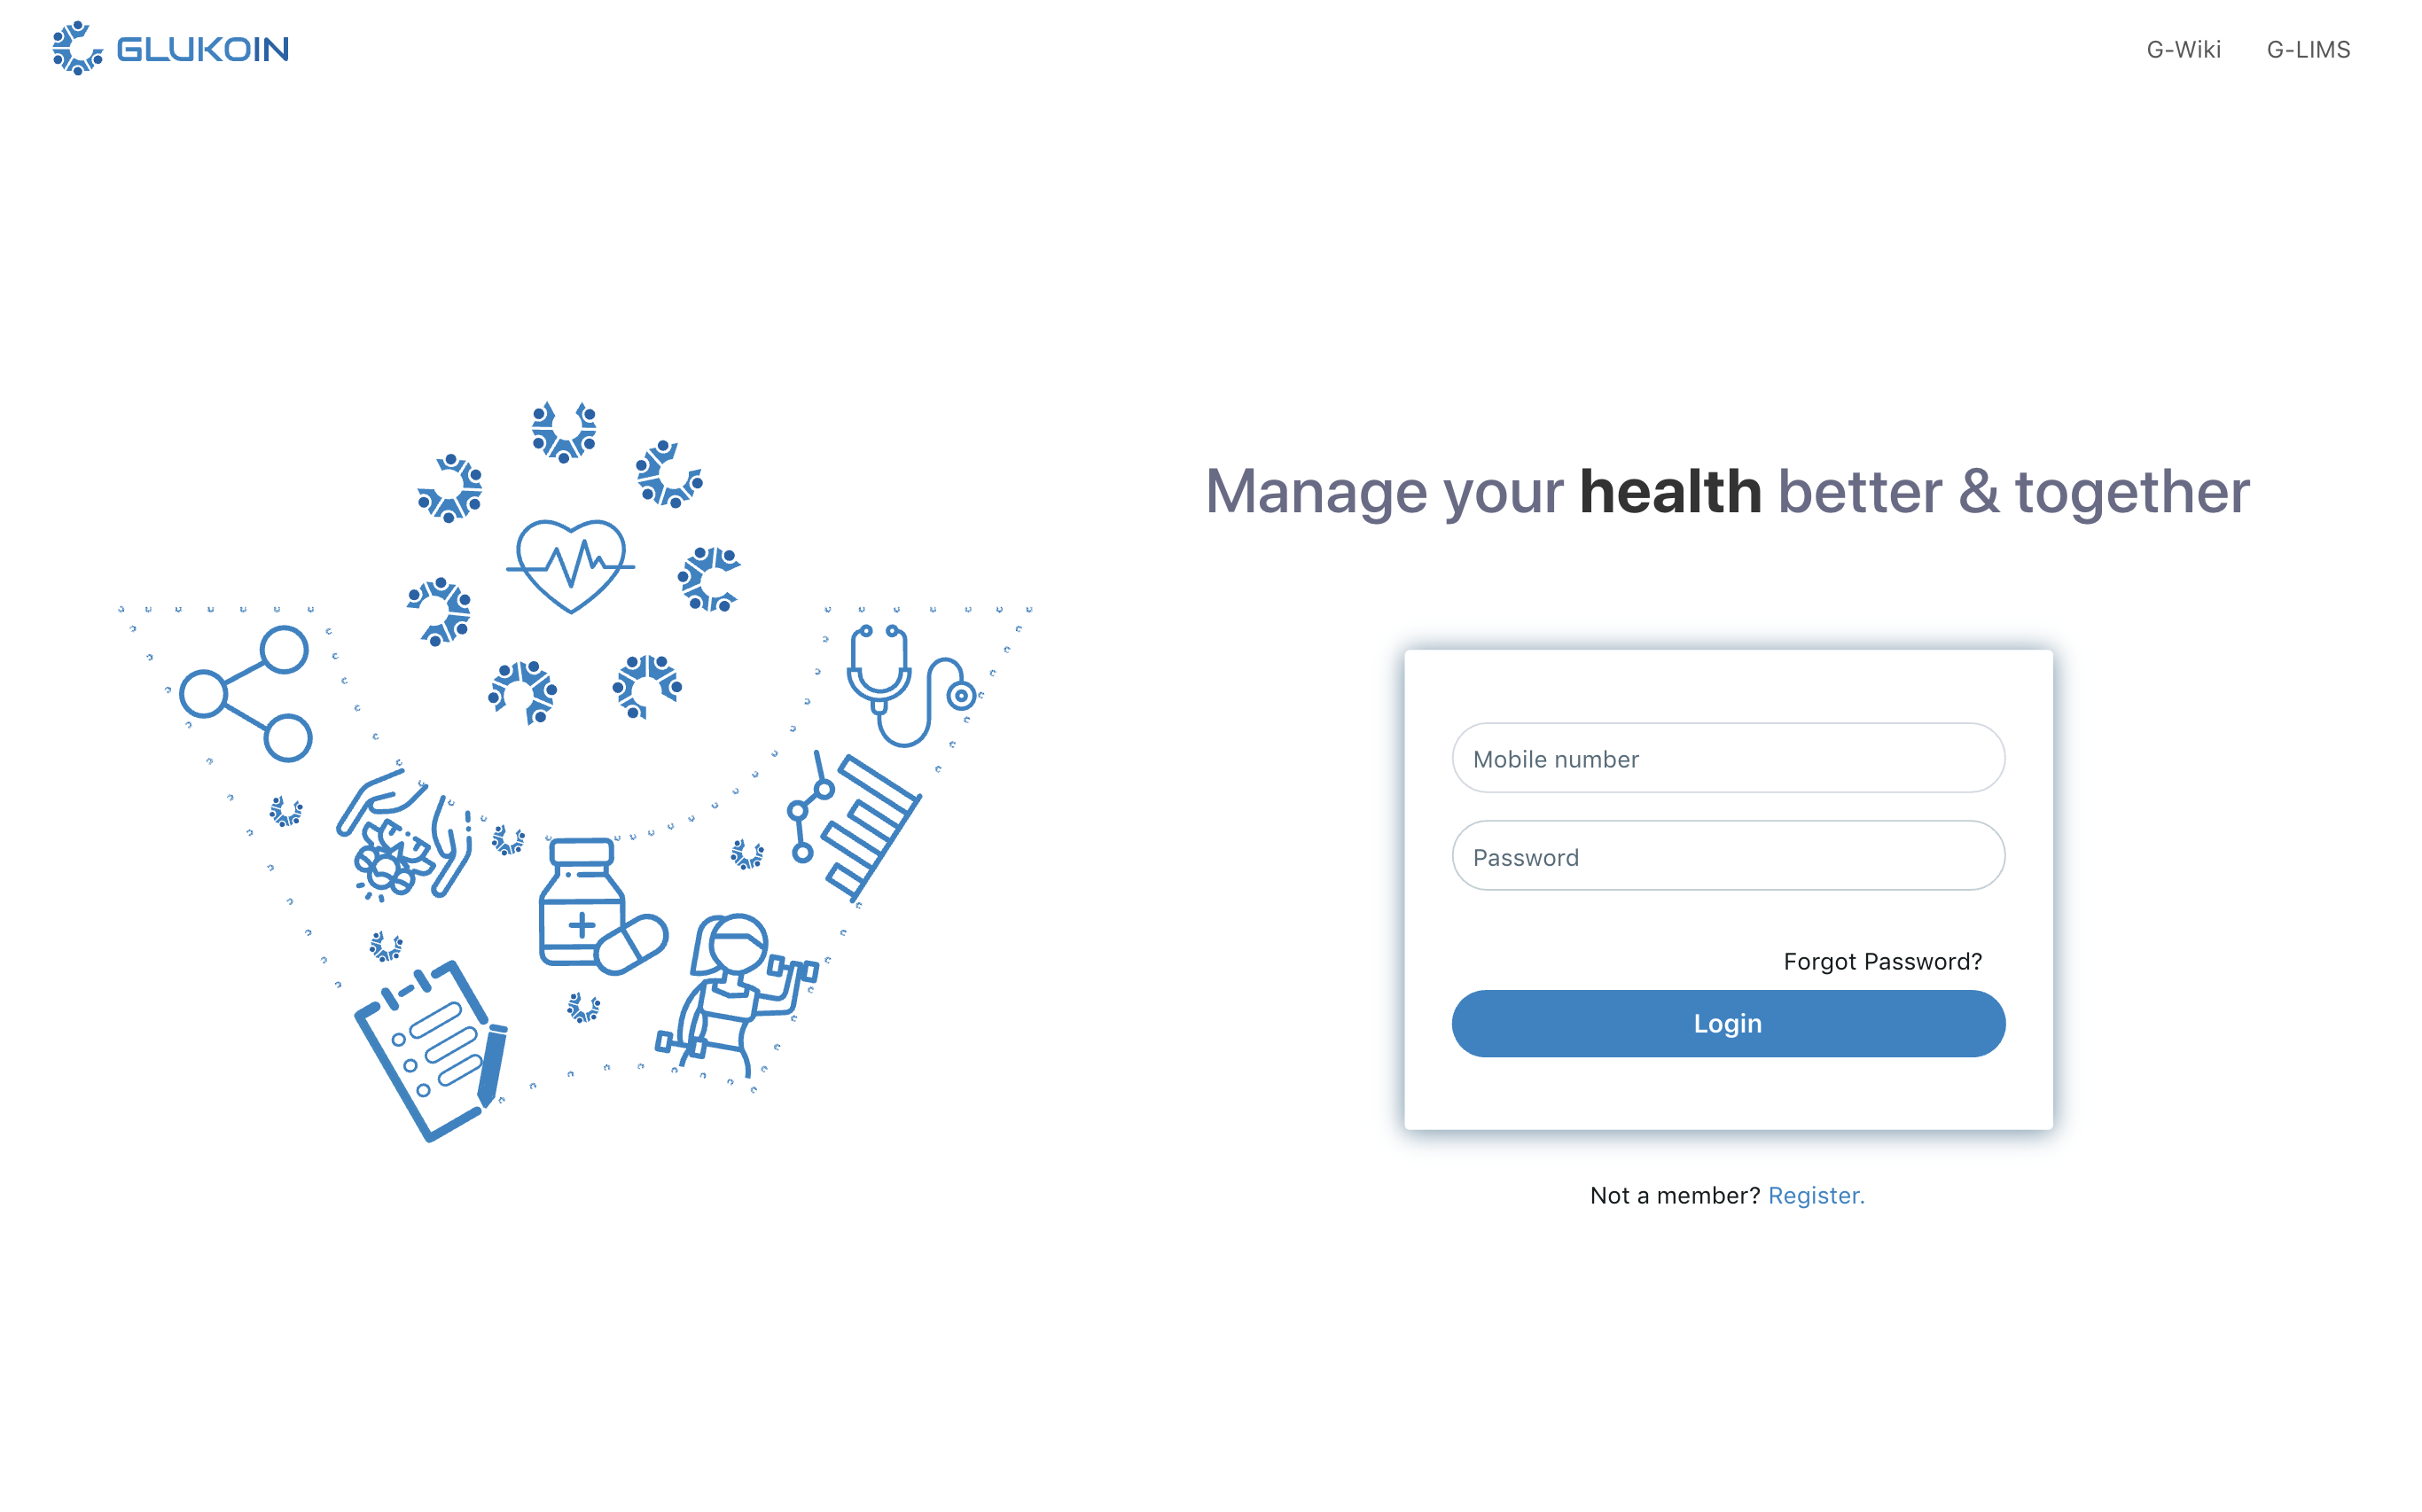 GLUKOIN
G-Wiki
G-LIMS
Manage your health better & together
Mobile number
Password
Forgot Password?
Login
Not a member? Register.